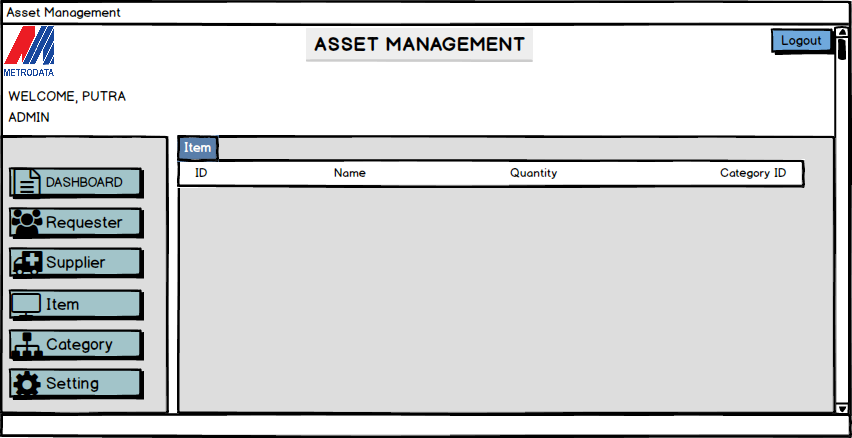 Asset Management
METRODATA
ASSET MANAGEMENT
Logout
WELCOME, PUTRA
ADMIN
DASHBOARD
Requester
Supplier
Item
Category
Setting
Item
ID Name Quantity Category ID